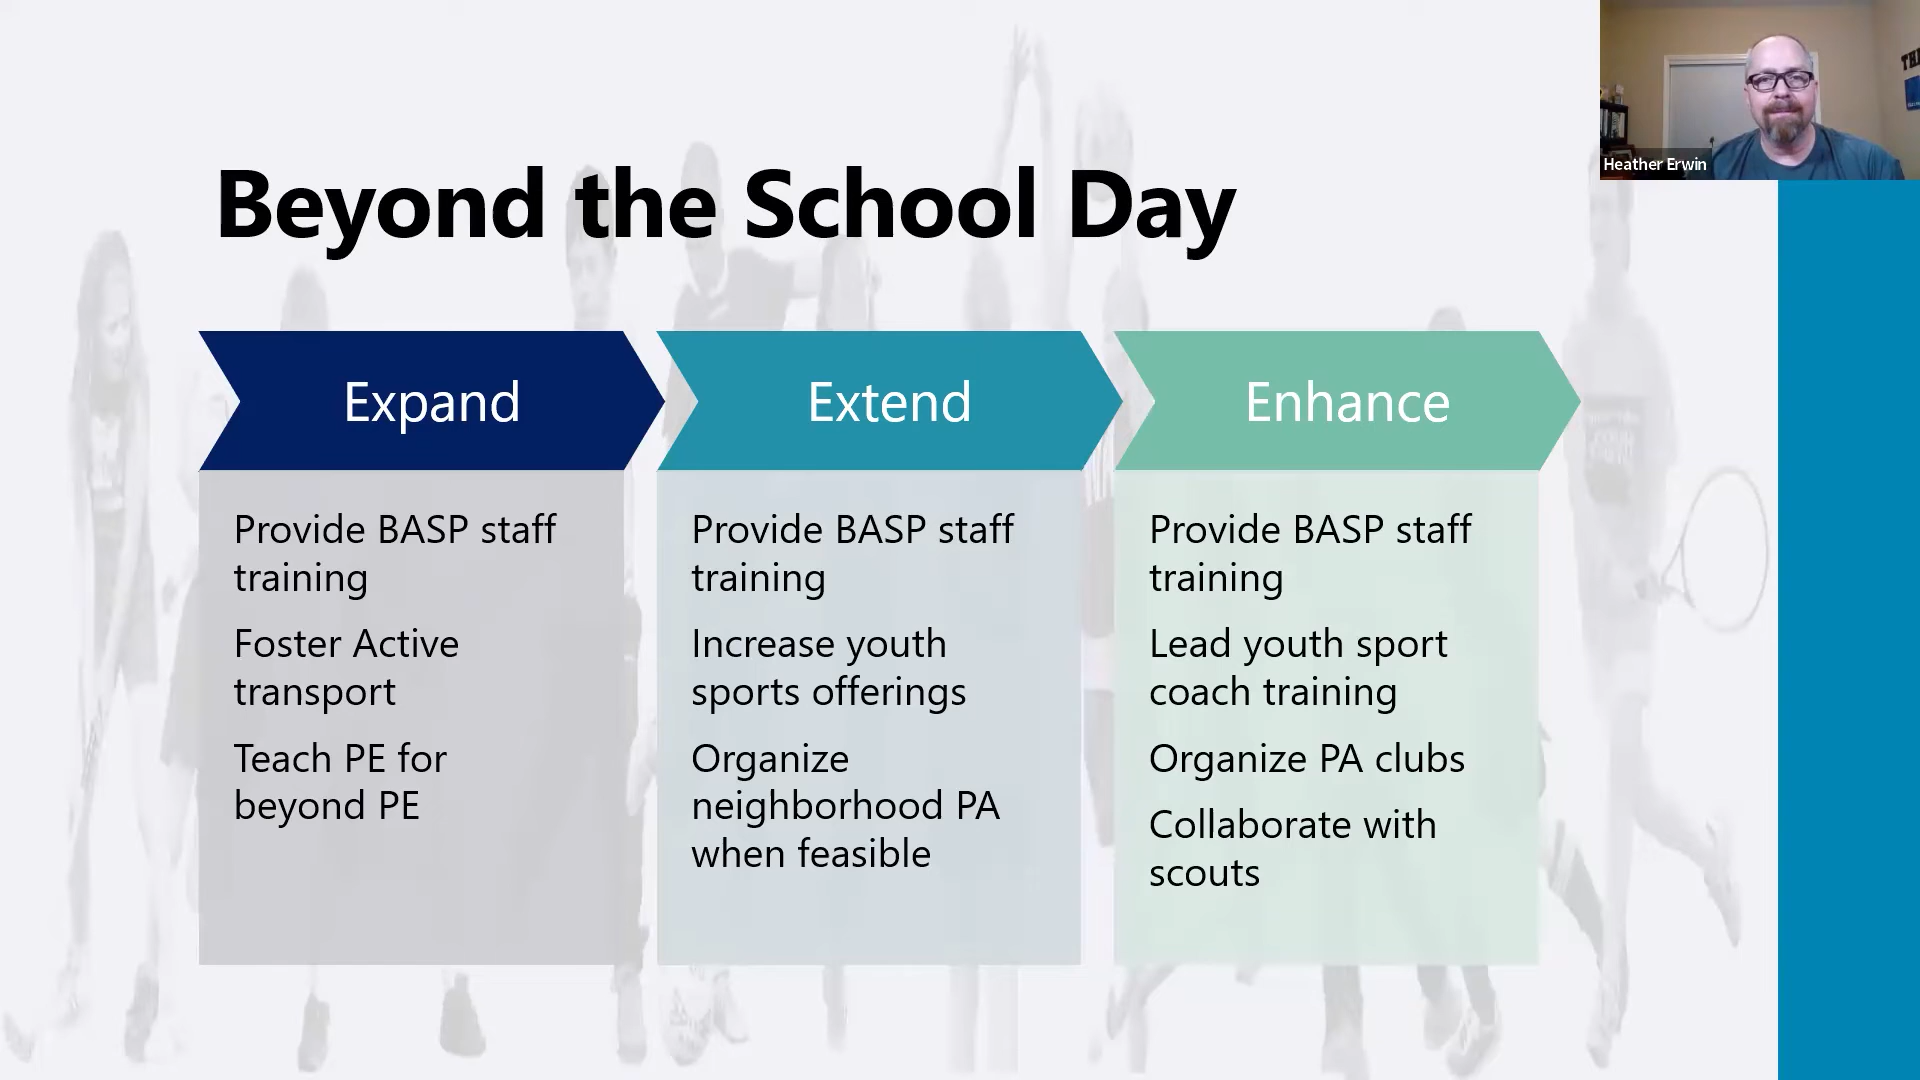 Heather Erwin
Beyond the School Day
Expand
Provide BASP staff
training
Foster Active
transport
Teach PE for
beyond PE
Extend
Provide BASP staff
training
Increase youth
sports offerings
Organize
neighborhood PA
when feasible
Enhance
Provide BASP staff
training
Lead youth sport
coach training
Organize PA clubs
Collaborate with
scouts